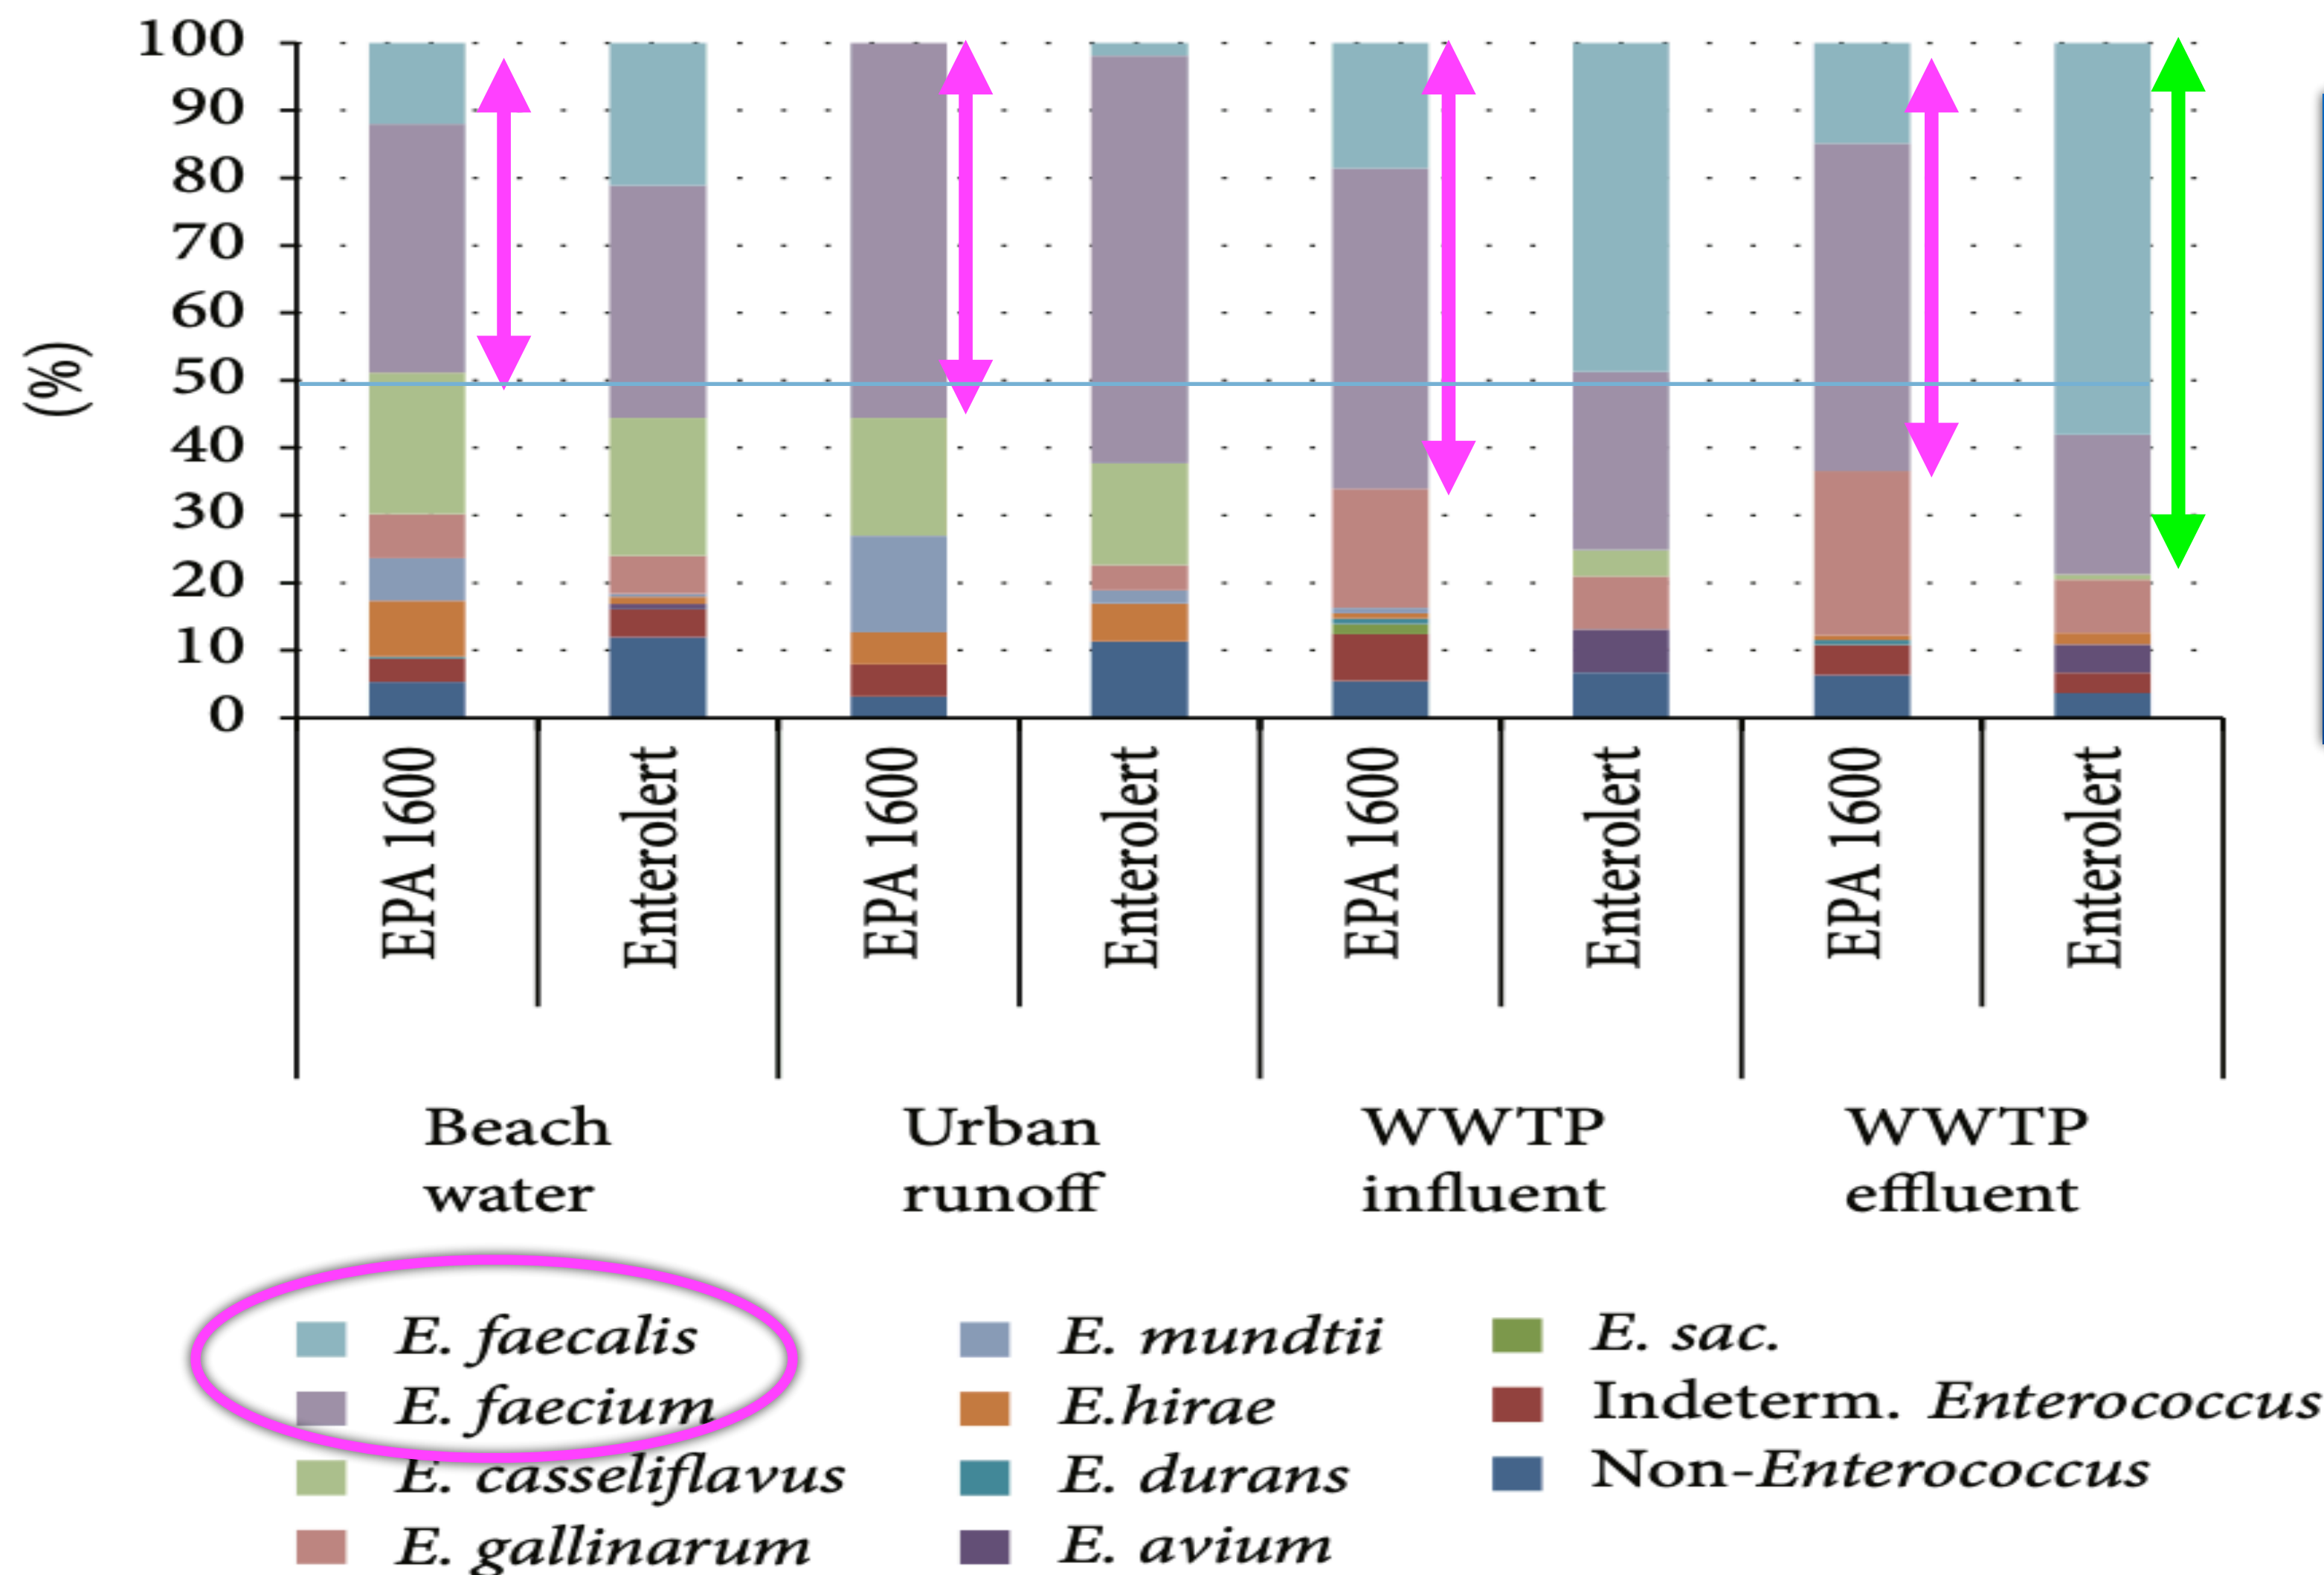 100
90
80
70
60
50
40
30
20
10
0
(%)
EPA 1600
Enterolert
EPA 1600
Enterolert
EPA 1600
Enterolert
EPA 1600
Enterolert
Beach
water
Urban
runoff
WWTP
influent
WWTP
effluent
E. faecalis
E. faecium
E. casseliflavus
E. gallinarum
E. mundtii
E.hirae
E. durans
E. avium
E. sac.
Indeterm. Enterococcus
Non-Enterococcus